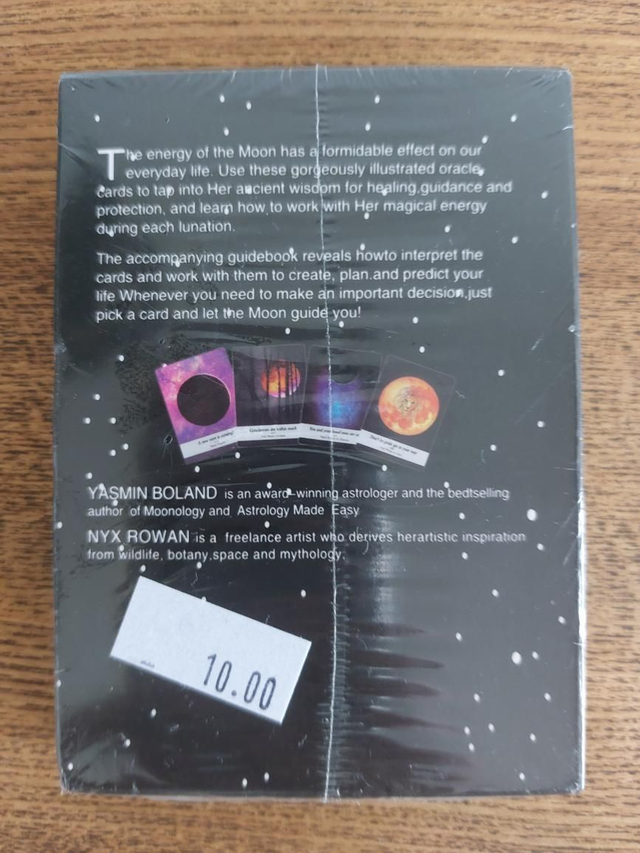 The energy of the Moon has a formidable effect on our
everyday life. Use these gorgeously illustrated oracle
cards to tap into Her ancient wisdom for healing,guidance and
protection, and learn how to work with Her magical energy
during each lunation.
The accompanying guidebook reveals howto interpret the
cards and work with them to create, plan.and predict your
life Whenever you need to make an important decision,just
pick a card and let the Moon guide you!
YASMIN BOLAND is an award-winning astrologer and the bedtselling
author of Moonology and Astrology Made Easy
NYX ROWAN is a freelance artist who derives herartistic inspiration
from wildlife, botany,space and mythology.
10.00